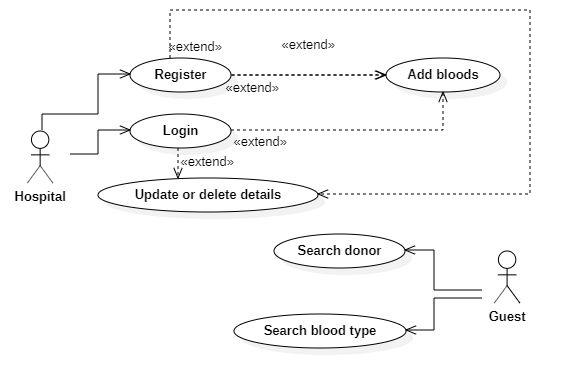 «extend»
«extend»
Register
Add bloods
«extend»
Login
«extend»
«extend»
Hospital
Update or delete details
Search donor
Guest
Search blood type